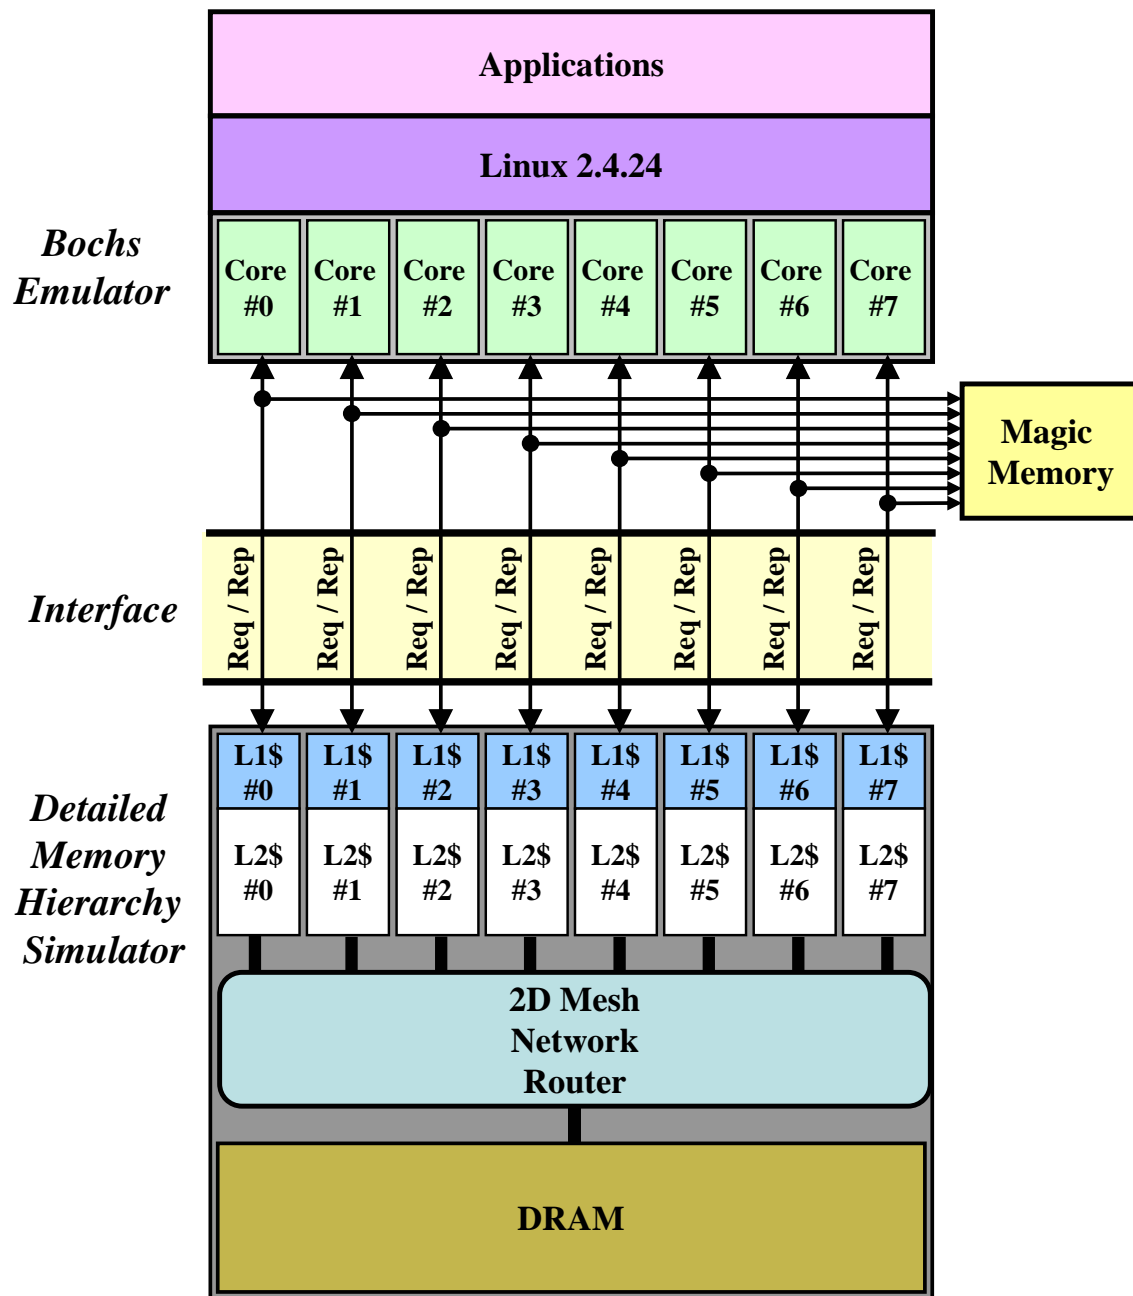 Applications
Linux 2.4.24
Bochs
Emulator
Core Core Core Core Core Core Core Core
#0 #1 #2 #3 #4 #5 #6 #7
Magic
Memory
Interface
Req / Rep
Req / Rep
Req / Rep
Req / Rep
Req / Rep
Req / Rep
Req / Rep
Req / Rep
Detailed
Memory
Hierarchy
Simulator
L1$ L1$ L1$ L1$ L1$ L1$ L1$ L1$
#0 #1 #2 #3 #4 #5 #6 #7
L2$ L2$ L2$ L2$ L2$ L2$ L2$ L2$
#0 #1 #2 #3 #4 #5 #6 #7
2D Mesh
Network
Router
DRAM